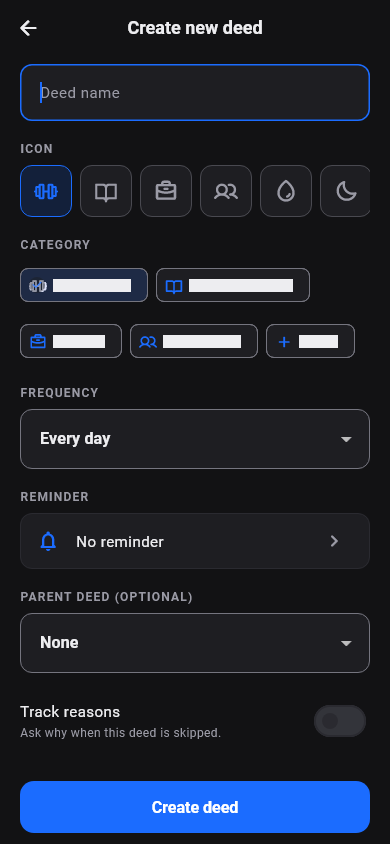 Create new deed
Deed name
ICON
CATEGORY
FREQUENCY
Every day
REMINDER
No reminder
PARENT DEED (OPTIONAL)
None
Track reasons
Ask why when this deed is skipped.
Create deed